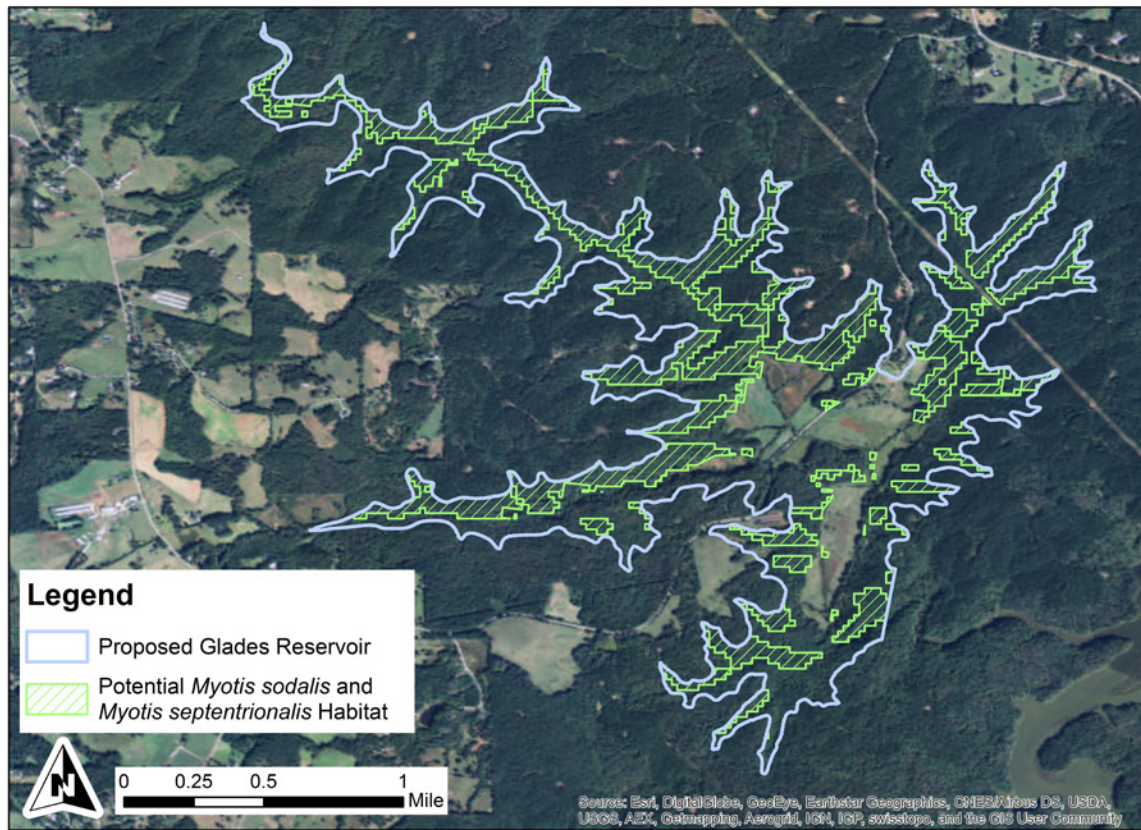 Legend
Proposed Glades Reservoir
Potential Myotis sodalis and
Myotis septentrionalis Habitat
N
0 0.25 0.5 1
Mile
Source: Esri, DigitalGlobe, GeoEye, Earthstar Geographics, CNES/Airbus DS, USDA,
USGS, AEX, Getmapping, Aerogrid, IGN, IGP, swisstopo, and the GIS User Community